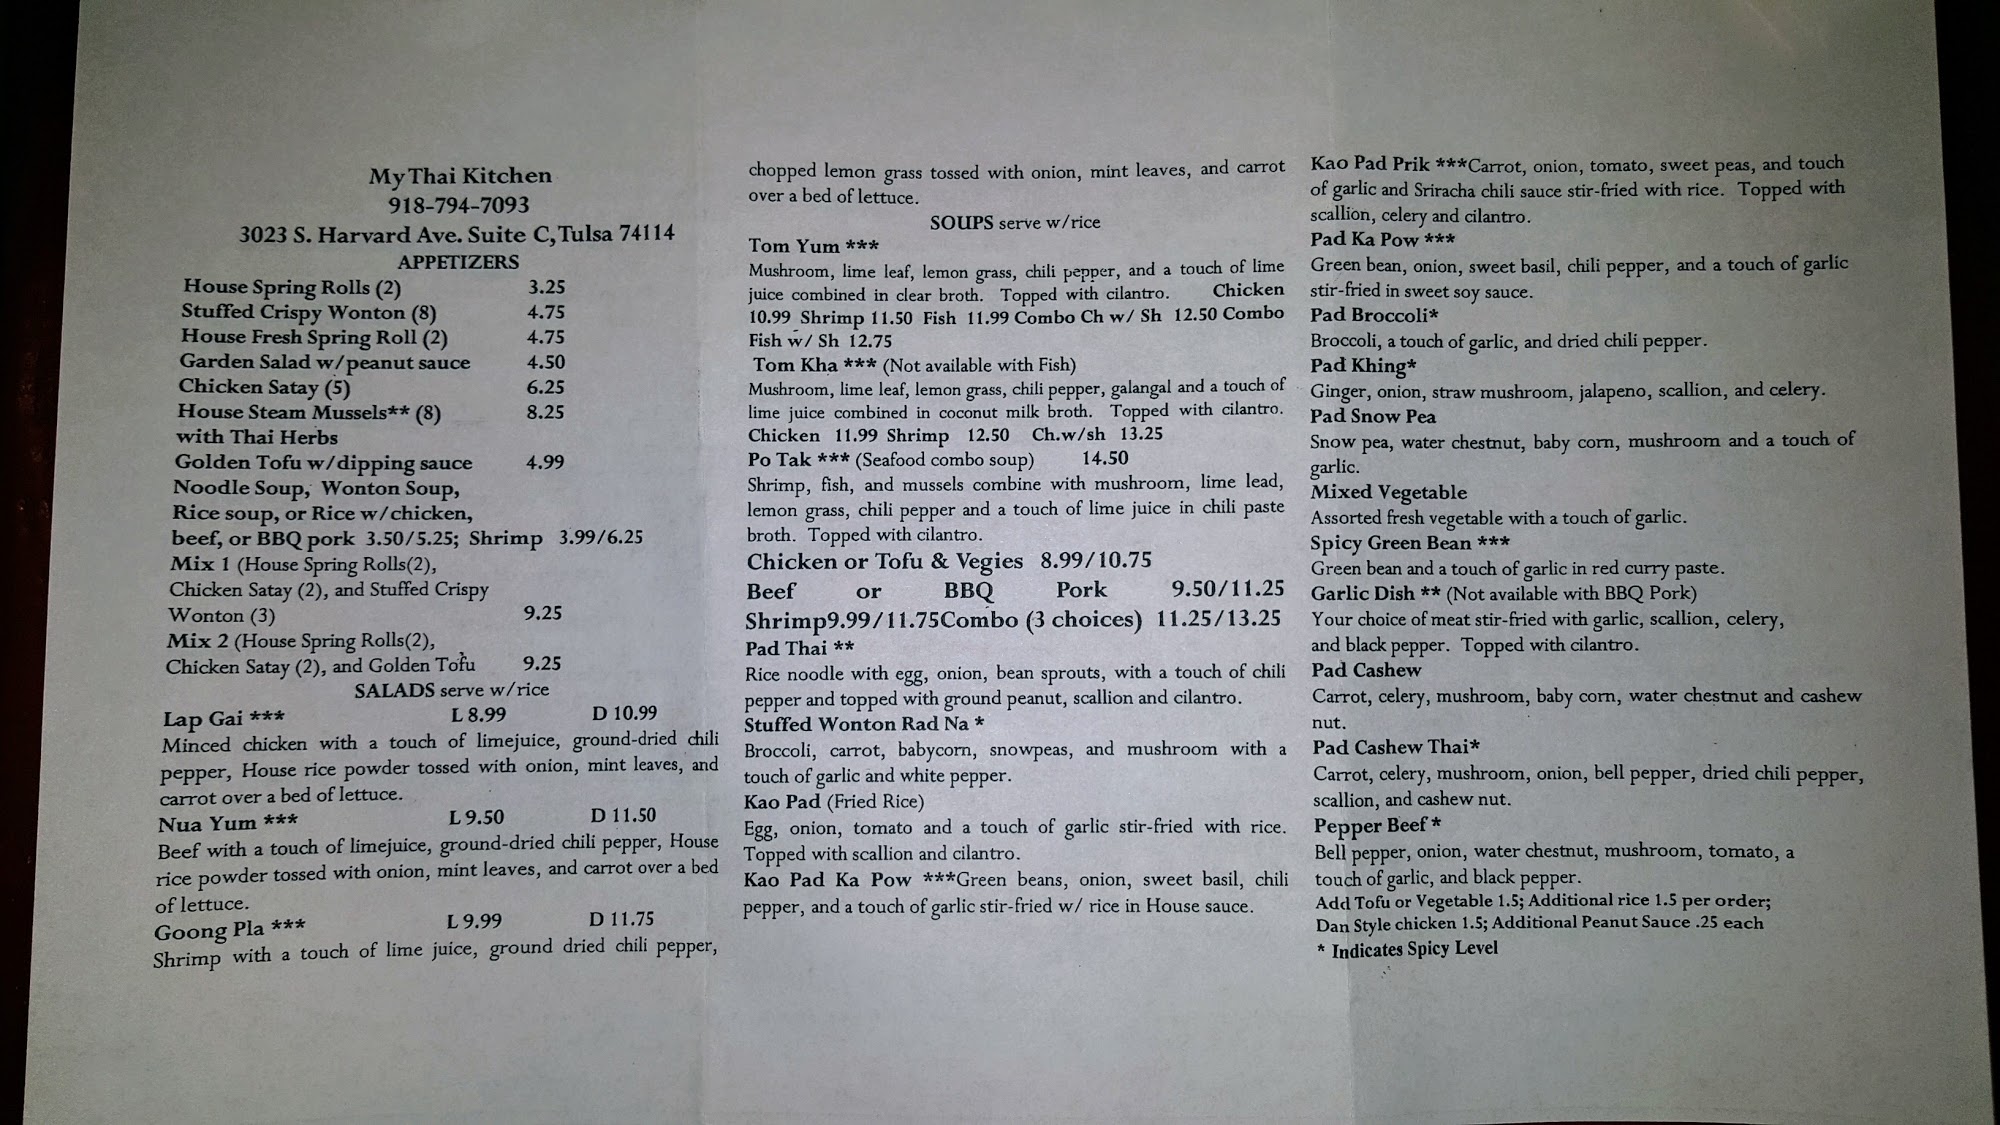 My Thai Kitchen
918-794-7093
3023 S. Harvard Ave. Suite C, Tulsa 74114
APPETIZERS
House Spring Rolls (2) 3.25
Stuffed Crispy Wonton (8) 4.75
House Fresh Spring Roll (2) 4.75
Garden Salad w/peanut sauce 4.50
Chicken Satay (5) 6.25
House Steam Mussels** (8) 8.25
with Thai Herbs
Golden Tofu w/dipping sauce 4.99
Noodle Soup, Wonton Soup,
Rice soup, or Rice w/chicken,
beef, or BBQ pork 3.50/5.25; Shrimp 3.99/6.25
Mix 1 (House Spring Rolls(2),
Chicken Satay (2), and Stuffed Crispy
Wonton (3) 9.25
Mix 2 (House Spring Rolls(2),
Chicken Satay (2), and Golden Tofu 9.25
SALADS serve w/rice
Lap Gai *** L 8.99 D 10.99
Minced chicken with a touch of limejuice, ground-dried chili
pepper, House rice powder tossed with onion, mint leaves, and
carrot over a bed of lettuce.
Nua Yum *** L 9.50 D 11.50
Beef with a touch of limejuice, ground-dried chili pepper, House
rice powder tossed with onion, mint leaves, and carrot over a bed
of lettuce.
Goong Pla *** L 9.99 D 11.75
Shrimp with a touch of lime juice, ground dried chili pepper,
chopped lemon grass tossed with onion, mint leaves, and carrot
over a bed of lettuce.
SOUPS serve w/rice
Tom Yum ***
Mushroom, lime leaf, lemon grass, chili pepper, and a touch of lime
juice combined in clear broth. Topped with cilantro. Chicken
10.99 Shrimp 11.50 Fish 11.99 Combo Ch w/ Sh 12.50 Combo
Fish w/ Sh 12.75
Tom Kha *** (Not available with Fish)
Mushroom, lime leaf, lemon grass, chili pepper, galangal and a touch of
lime juice combined in coconut milk broth. Topped with cilantro.
Chicken 11.99 Shrimp 12.50 Ch.w/sh 13.25
Po Tak *** (Seafood combo soup) 14.50
Shrimp, fish, and mussels combine with mushroom, lime lead,
lemon grass, chili pepper and a touch of lime juice in chili paste
broth. Topped with cilantro.
Chicken or Tofu & Vegies 8.99/10.75
Beef or BBQ Pork 9.50/11.25
Shrimp9.99/11.75Combo (3 choices) 11.25/13.25
Pad Thai **
Rice noodle with egg, onion, bean sprouts, with a touch of chili
pepper and topped with ground peanut, scallion and cilantro.
Stuffed Wonton Rad Na *
Broccoli, carrot, babycorn, snowpeas, and mushroom with a
touch of garlic and white pepper.
Kao Pad (Fried Rice)
Egg, onion, tomato and a touch of garlic stir-fried with rice.
Topped with scallion and cilantro.
Kao Pad Ka Pow ***Green beans, onion, sweet basil, chili
pepper, and a touch of garlic stir-fried w/ rice in House sauce.
Kao Pad Prik ***Carrot, onion, tomato, sweet peas, and touch
of garlic and Sriracha chili sauce stir-fried with rice. Topped with
scallion, celery and cilantro.
Pad Ka Pow ***
Green bean, onion, sweet basil, chili pepper, and a touch of garlic
stir-fried in sweet soy sauce.
Pad Broccoli*
Broccoli, a touch of garlic, and dried chili pepper.
Pad Khing*
Ginger, onion, straw mushroom, jalapeno, scallion, and celery.
Pad Snow Pea
Snow pea, water chestnut, baby corn, mushroom and a touch of
garlic.
Mixed Vegetable
Assorted fresh vegetable with a touch of garlic.
Spicy Green Bean ***
Green bean and a touch of garlic in red curry paste.
Garlic Dish ** (Not available with BBQ Pork)
Your choice of meat stir-fried with garlic, scallion, celery,
and black pepper. Topped with cilantro.
Pad Cashew
Carrot, celery, mushroom, baby corn, water chestnut and cashew
nut.
Pad Cashew Thai*
Carrot, celery, mushroom, onion, bell pepper, dried chili pepper,
scallion, and cashew nut.
Pepper Beef *
Bell pepper, onion, water chestnut, mushroom, tomato, a
touch of garlic, and black pepper.
Add Tofu or Vegetable 1.5; Additional rice 1.5 per order;
Dan Style chicken 1.5; Additional Peanut Sauce .25 each
* Indicates Spicy Level